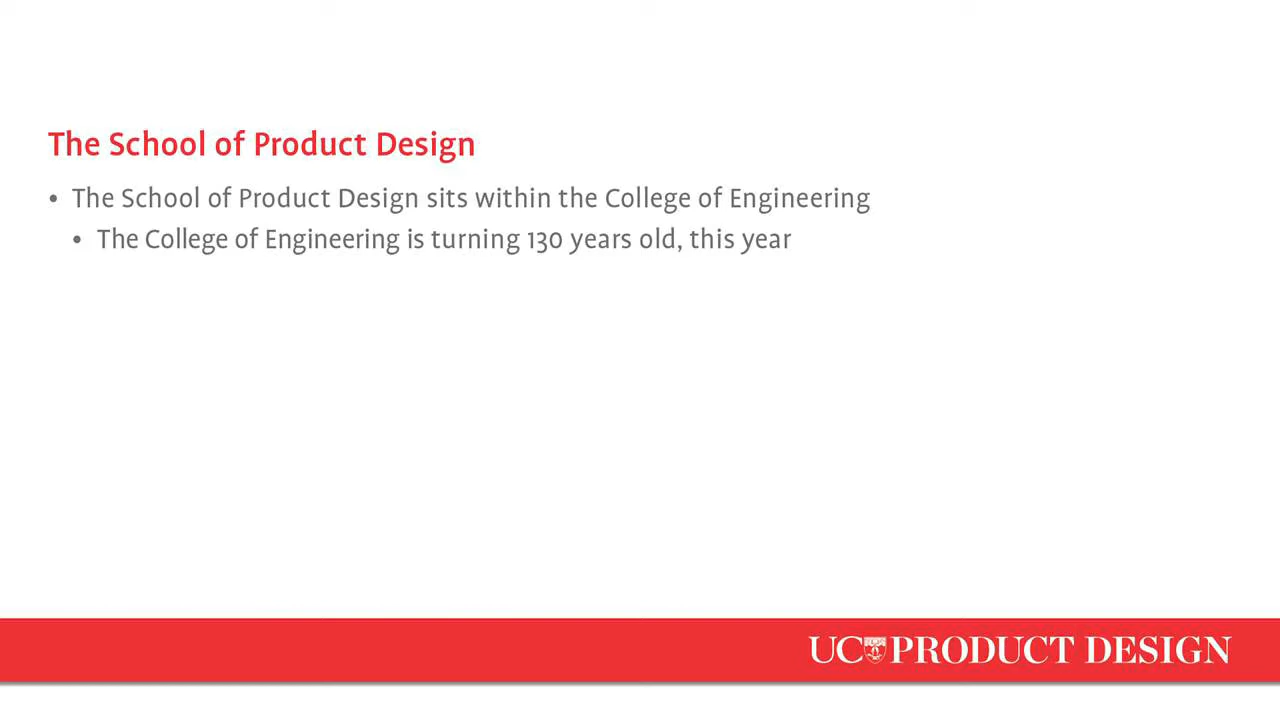 The School of Product Design
• The School of Product Design sits within the College of Engineering
• The College of Engineering is turning 130 years old, this year
UC PRODUCT DESIGN